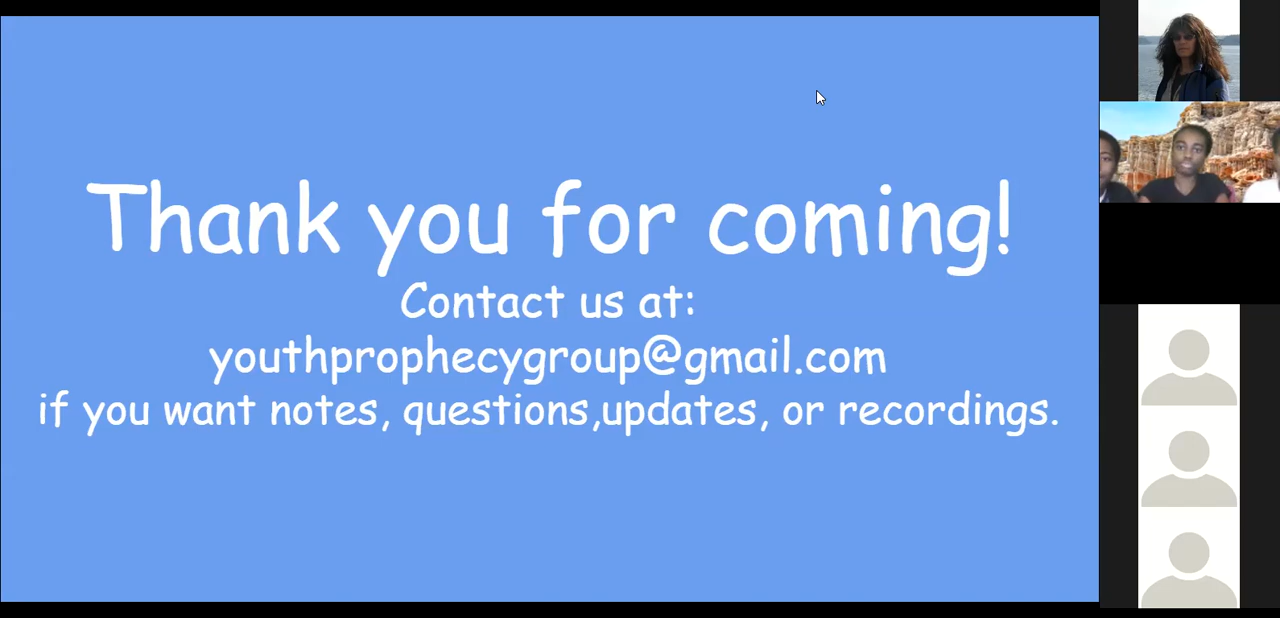 Thank you for coming!
Contact us at:
youthprophecygroup@gmail.com
if you want notes, questions,updates, or recordings.